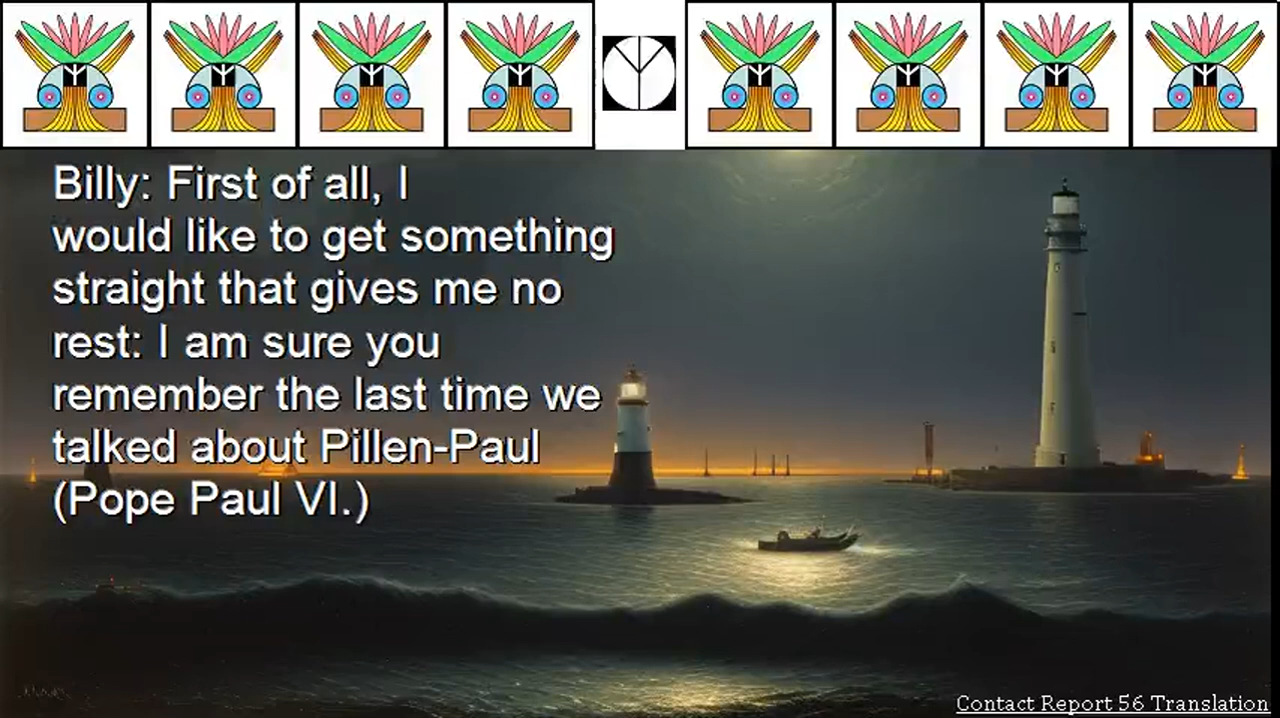 Billy: First of all, I
would like to get something
straight that gives me no
rest: I am sure you
remember the last time we
talked about Pillen-Paul
(Pope Paul VI.)
Contact Report 56 Translation